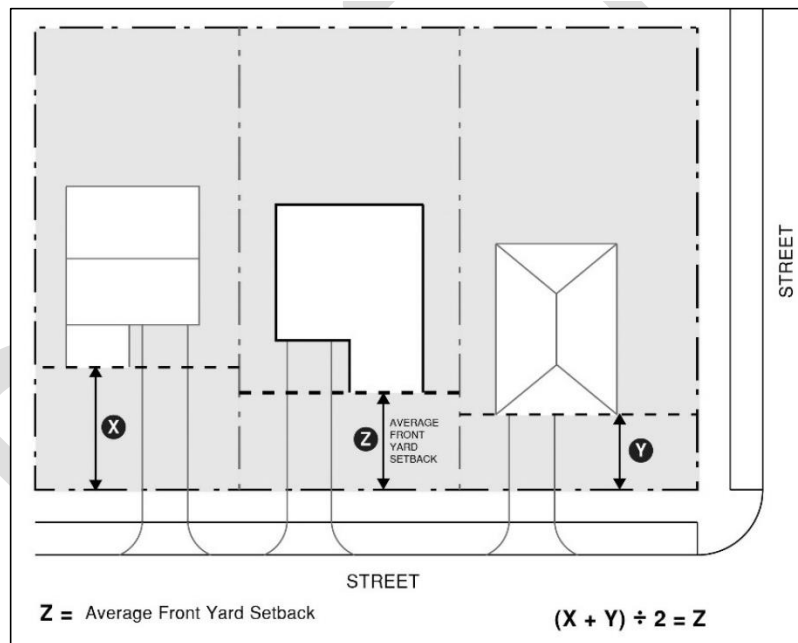 STREET
X
Z
AVERAGE
FRONT
YARD
SETBACK
Y
STREET
Z = Average Front Yard Setback
(X + Y) ÷ 2 = Z